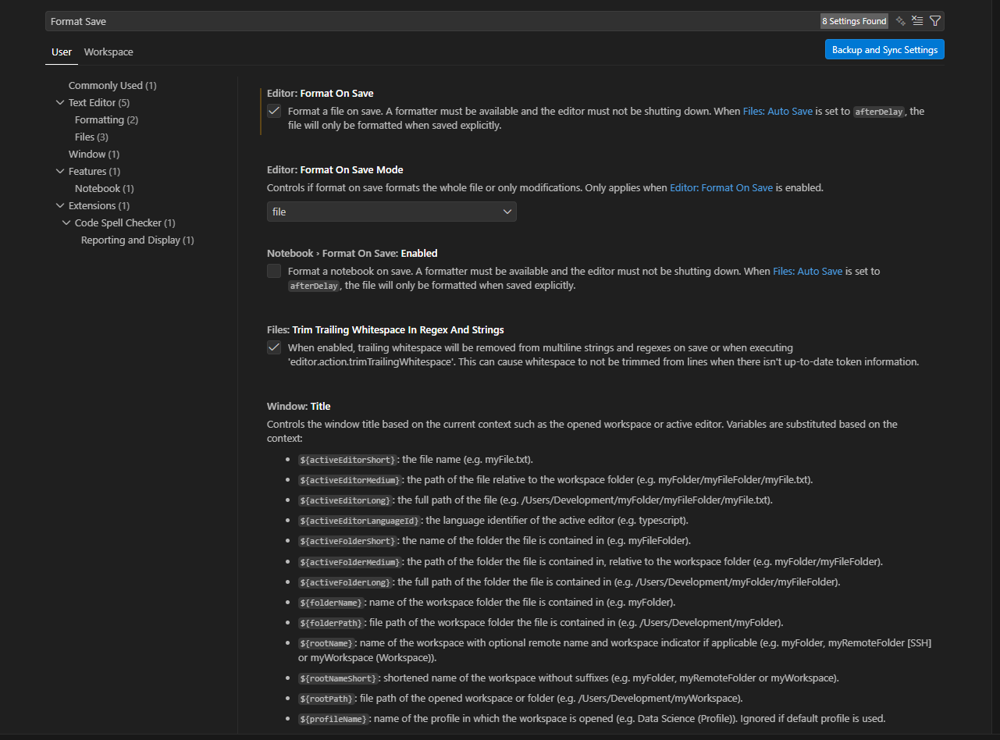 Format Save
8 Settings Found
User
Workspace
Backup and Sync Settings
Commonly Used (1)
Text Editor (5)
Formatting (2)
Files (3)
Window (1)
Features (1)
Notebook (1)
Extensions (1)
Code Spell Checker (1)
Reporting and Display (1)
Editor: Format On Save
Format a file on save. A formatter must be available and the editor must not be shutting down. When Files: Auto Save is set to afterDelay, the
file will only be formatted when saved explicitly.
Editor: Format On Save Mode
Controls if format on save formats the whole file or only modifications. Only applies when Editor: Format On Save is enabled.
file
Notebook › Format On Save: Enabled
Format a notebook on save. A formatter must be available and the editor must not be shutting down. When Files: Auto Save is set to
afterDelay, the file will only be formatted when saved explicitly.
Files: Trim Trailing Whitespace In Regex And Strings
When enabled, trailing whitespace will be removed from multiline strings and regexes on save or when executing
'editor.action.trimTrailingWhitespace'. This can cause whitespace to not be trimmed from lines when there isn't up-to-date token information.
Window: Title
Controls the window title based on the current context such as the opened workspace or active editor. Variables are substituted based on the
context:
• ${activeEditorShort}: the file name (e.g. myFile.txt).
• ${activeEditorMedium}: the path of the file relative to the workspace folder (e.g. myFolder/myFileFolder/myFile.txt).
• ${activeEditorLong}: the full path of the file (e.g. /Users/Development/myFolder/myFileFolder/myFile.txt).
• ${activeEditorLanguageId}: the language identifier of the active editor (e.g. typescript).
• ${activeFolderShort}: the name of the folder the file is contained in (e.g. myFileFolder).
• ${activeFolderMedium}: the path of the folder the file is contained in, relative to the workspace folder (e.g. myFolder/myFileFolder).
• ${activeFolderLong}: the full path of the folder the file is contained in (e.g. /Users/Development/myFolder/myFileFolder).
• ${folderName}: name of the workspace folder the file is contained in (e.g. myFolder).
• ${folderPath}: file path of the workspace folder the file is contained in (e.g. /Users/Development/myFolder).
• ${rootName}: name of the workspace with optional remote name and workspace indicator if applicable (e.g. myFolder, myRemoteFolder [SSH]
or myWorkspace (Workspace)).
• ${rootNameShort}: shortened name of the workspace without suffixes (e.g. myFolder, myRemoteFolder or myWorkspace).
• ${rootPath}: file path of the opened workspace or folder (e.g. /Users/Development/myWorkspace).
• ${profileName}: name of the profile in which the workspace is opened (e.g. Data Science (Profile)). Ignored if default profile is used.